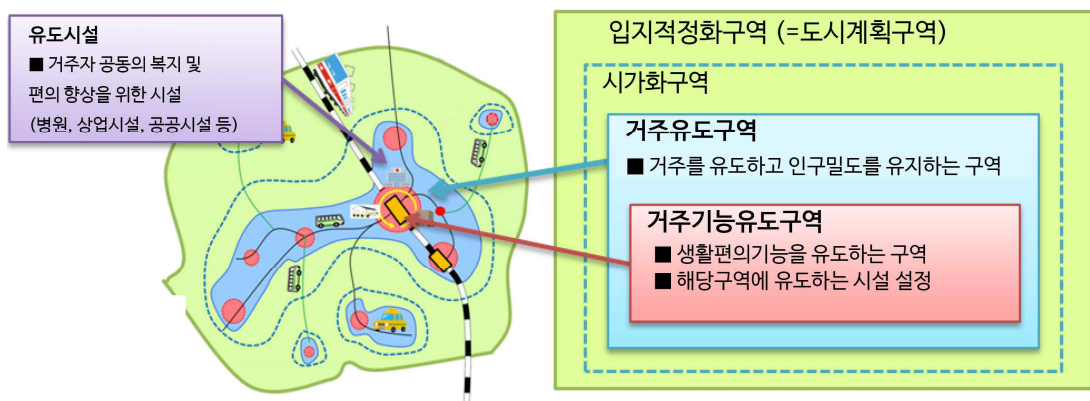 유도시설
■ 거주자 공동의 복지 및
편의 향상을 위한 시설
(병원, 상업시설, 공공시설 등)
입지적정화구역 (=도시계획구역)
시가화구역
거주유도구역
■ 거주를 유도하고 인구밀도를 유지하는 구역
거주기능유도구역
■ 생활편의기능을 유도하는 구역
■ 해당구역에 유도하는 시설 설정